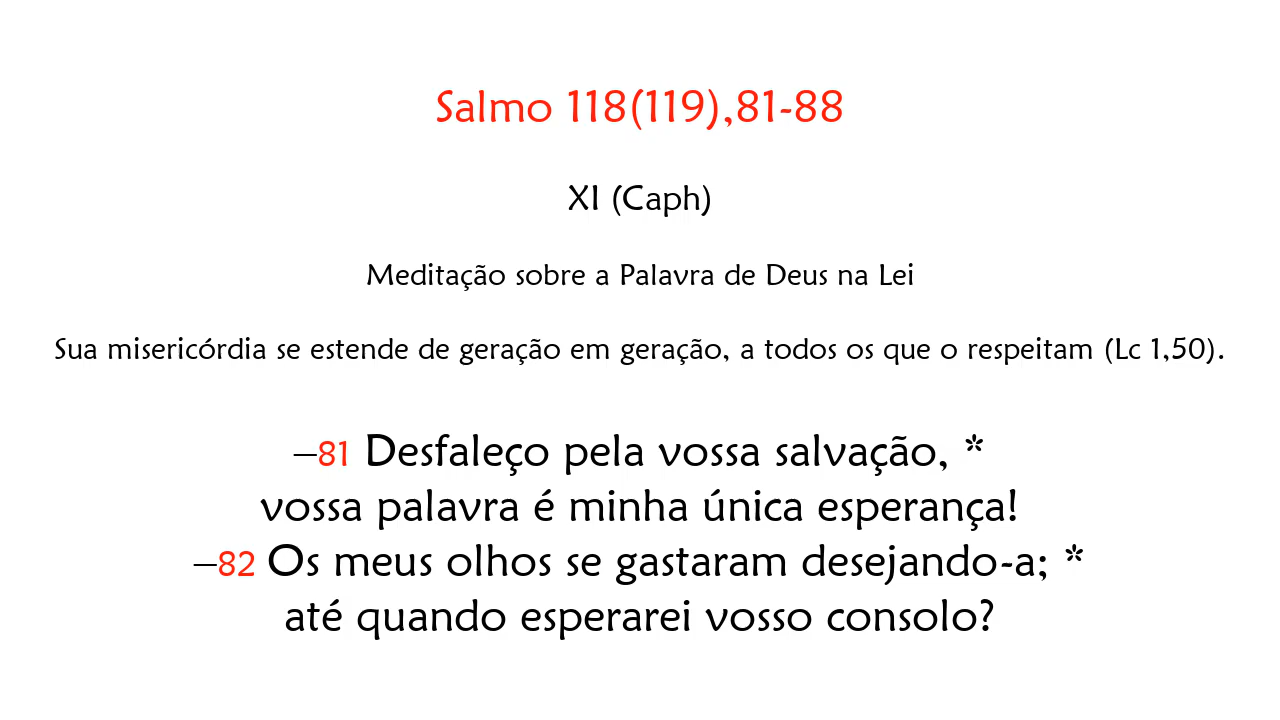 Salmo 118(119),81-88
XI (Caph)
Meditação sobre a Palavra de Deus na Lei
Sua misericórdia se estende de geração em geração, a todos os que o respeitam (Lc 1,50).
–81 Desfaleço pela vossa salvação, *
vossa palavra é minha única esperança!
–82 Os meus olhos se gastaram desejando-a; *
até quando esperarei vosso consolo?